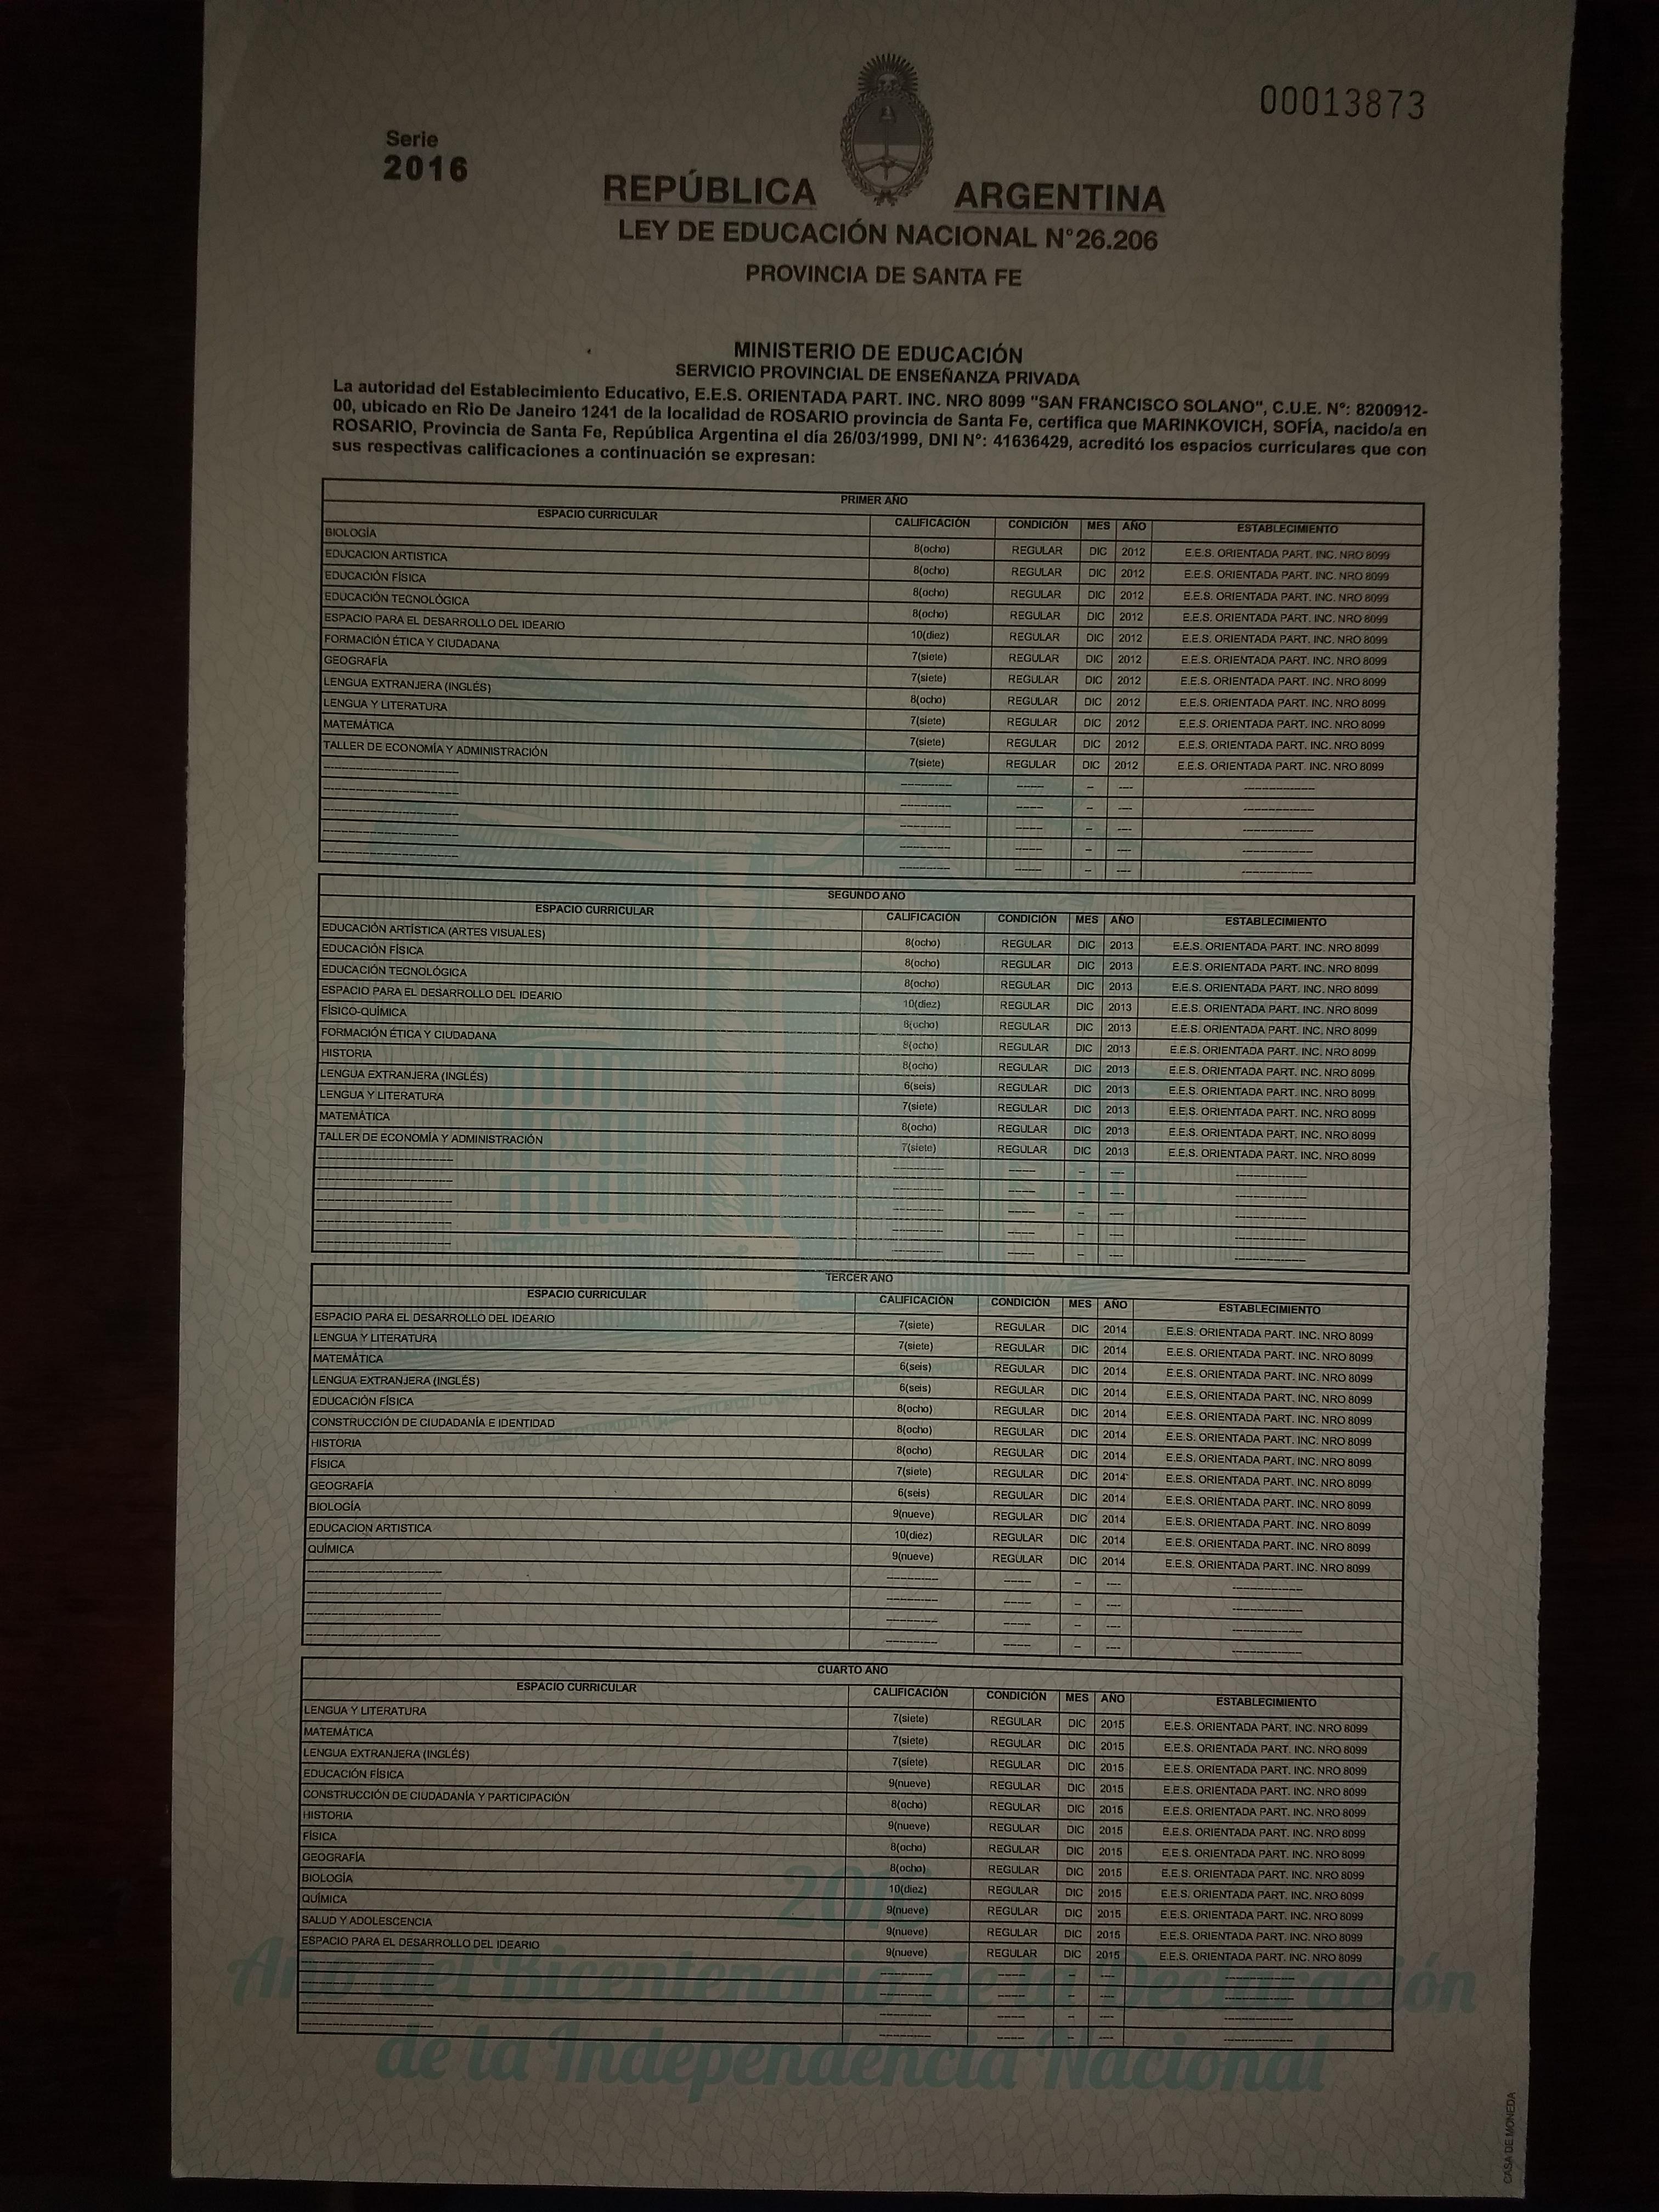 Serie
2016
00013873
REPÚBLICA ARGENTINA
LEY DE EDUCACIÓN NACIONAL N°26.206
PROVINCIA DE SANTA FE
MINISTERIO DE EDUCACIÓN
SERVICIO PROVINCIAL DE ENSEÑANZA PRIVADA
La autoridad del Establecimiento Educativo, E.E.S. ORIENTADA PART. INC. NRO 8099 "SAN FRANCISCO SOLANO", C.U.E. Nº: 8200912-
00, ubicado en Rio De Janeiro 1241 de la localidad de ROSARIO provincia de Santa Fe, certifica que MARINKOVICH, SOFÍA, nacido/a en
ROSARIO, Provincia de Santa Fe, República Argentina el día 26/03/1999, DNI Nº: 41636429, acreditó los espacios curriculares que con
sus respectivas calificaciones a continuación se expresan:
PRIMER AÑO
ESPACIO CURRICULAR CALIFICACIÓN CONDICIÓN MES AÑO ESTABLECIMIENTO
BIOLOGÍA 8(ocho) REGULAR DIC 2012 E.E.S. ORIENTADA PART. INC. NRO 8099
EDUCACION ARTISTICA 8(ocho) REGULAR DIC 2012 E.E.S. ORIENTADA PART. INC. NRO 8099
EDUCACIÓN FÍSICA 8(ocho) REGULAR DIC 2012 E.E.S. ORIENTADA PART. INC. NRO 8099
EDUCACIÓN TECNOLÓGICA 8(ocho) REGULAR DIC 2012 E.E.S. ORIENTADA PART. INC. NRO 8099
ESPACIO PARA EL DESARROLLO DEL IDEARIO 10(diez) REGULAR DIC 2012 E.E.S. ORIENTADA PART. INC. NRO 8099
FORMACIÓN ÉTICA Y CIUDADANA 7(siete) REGULAR DIC 2012 E.E.S. ORIENTADA PART. INC. NRO 8099
GEOGRAFÍA 7(siete) REGULAR DIC 2012 E.E.S. ORIENTADA PART. INC. NRO 8099
LENGUA EXTRANJERA (INGLÉS) 8(ocho) REGULAR DIC 2012 E.E.S. ORIENTADA PART. INC. NRO 8099
LENGUA Y LITERATURA 7(siete) REGULAR DIC 2012 E.E.S. ORIENTADA PART. INC. NRO 8099
MATEMÁTICA 7(siete) REGULAR DIC 2012 E.E.S. ORIENTADA PART. INC. NRO 8099
TALLER DE ECONOMÍA Y ADMINISTRACIÓN 7(siete) REGULAR DIC 2012 E.E.S. ORIENTADA PART. INC. NRO 8099
SEGUNDO AÑO
ESPACIO CURRICULAR CALIFICACIÓN CONDICIÓN MES AÑO ESTABLECIMIENTO
EDUCACIÓN ARTÍSTICA (ARTES VISUALES) 8(ocho) REGULAR DIC 2013 E.E.S. ORIENTADA PART. INC. NRO 8099
EDUCACIÓN FÍSICA 8(ocho) REGULAR DIC 2013 E.E.S. ORIENTADA PART. INC. NRO 8099
EDUCACIÓN TECNOLÓGICA 8(ocho) REGULAR DIC 2013 E.E.S. ORIENTADA PART. INC. NRO 8099
ESPACIO PARA EL DESARROLLO DEL IDEARIO 10(diez) REGULAR DIC 2013 E.E.S. ORIENTADA PART. INC. NRO 8099
FÍSICO-QUÍMICA 8(ocho) REGULAR DIC 2013 E.E.S. ORIENTADA PART. INC. NRO 8099
FORMACIÓN ÉTICA Y CIUDADANA 8(ocho) REGULAR DIC 2013 E.E.S. ORIENTADA PART. INC. NRO 8099
HISTORIA 8(ocho) REGULAR DIC 2013 E.E.S. ORIENTADA PART. INC. NRO 8099
LENGUA EXTRANJERA (INGLÉS) 6(seis) REGULAR DIC 2013 E.E.S. ORIENTADA PART. INC. NRO 8099
LENGUA Y LITERATURA 7(siete) REGULAR DIC 2013 E.E.S. ORIENTADA PART. INC. NRO 8099
MATEMÁTICA 8(ocho) REGULAR DIC 2013 E.E.S. ORIENTADA PART. INC. NRO 8099
TALLER DE ECONOMÍA Y ADMINISTRACIÓN 7(siete) REGULAR DIC 2013 E.E.S. ORIENTADA PART. INC. NRO 8099
TERCER AÑO
ESPACIO CURRICULAR CALIFICACIÓN CONDICIÓN MES AÑO ESTABLECIMIENTO
ESPACIO PARA EL DESARROLLO DEL IDEARIO 7(siete) REGULAR DIC 2014 E.E.S. ORIENTADA PART. INC. NRO 8099
LENGUA Y LITERATURA 7(siete) REGULAR DIC 2014 E.E.S. ORIENTADA PART. INC. NRO 8099
MATEMÁTICA 6(seis) REGULAR DIC 2014 E.E.S. ORIENTADA PART. INC. NRO 8099
LENGUA EXTRANJERA (INGLÉS) 6(seis) REGULAR DIC 2014 E.E.S. ORIENTADA PART. INC. NRO 8099
EDUCACIÓN FÍSICA 8(ocho) REGULAR DIC 2014 E.E.S. ORIENTADA PART. INC. NRO 8099
CONSTRUCCIÓN DE CIUDADANÍA E IDENTIDAD 8(ocho) REGULAR DIC 2014 E.E.S. ORIENTADA PART. INC. NRO 8099
HISTORIA 8(ocho) REGULAR DIC 2014 E.E.S. ORIENTADA PART. INC. NRO 8099
FÍSICA 7(siete) REGULAR DIC 2014 E.E.S. ORIENTADA PART. INC. NRO 8099
GEOGRAFÍA 6(seis) REGULAR DIC 2014 E.E.S. ORIENTADA PART. INC. NRO 8099
BIOLOGÍA 9(nueve) REGULAR DIC 2014 E.E.S. ORIENTADA PART. INC. NRO 8099
EDUCACION ARTISTICA 10(diez) REGULAR DIC 2014 E.E.S. ORIENTADA PART. INC. NRO 8099
QUÍMICA 9(nueve) REGULAR DIC 2014 E.E.S. ORIENTADA PART. INC. NRO 8099
CUARTO AÑO
ESPACIO CURRICULAR CALIFICACIÓN CONDICIÓN MES AÑO ESTABLECIMIENTO
LENGUA Y LITERATURA 7(siete) REGULAR DIC 2015 E.E.S. ORIENTADA PART. INC. NRO 8099
MATEMÁTICA 7(siete) REGULAR DIC 2015 E.E.S. ORIENTADA PART. INC. NRO 8099
LENGUA EXTRANJERA (INGLÉS) 7(siete) REGULAR DIC 2015 E.E.S. ORIENTADA PART. INC. NRO 8099
EDUCACIÓN FÍSICA 9(nueve) REGULAR DIC 2015 E.E.S. ORIENTADA PART. INC. NRO 8099
CONSTRUCCIÓN DE CIUDADANÍA Y PARTICIPACIÓN 8(ocho) REGULAR DIC 2015 E.E.S. ORIENTADA PART. INC. NRO 8099
HISTORIA 9(nueve) REGULAR DIC 2015 E.E.S. ORIENTADA PART. INC. NRO 8099
FÍSICA 8(ocho) REGULAR DIC 2015 E.E.S. ORIENTADA PART. INC. NRO 8099
GEOGRAFÍA 8(ocho) REGULAR DIC 2015 E.E.S. ORIENTADA PART. INC. NRO 8099
BIOLOGÍA 10(diez) REGULAR DIC 2015 E.E.S. ORIENTADA PART. INC. NRO 8099
QUÍMICA 9(nueve) REGULAR DIC 2015 E.E.S. ORIENTADA PART. INC. NRO 8099
SALUD Y ADOLESCENCIA 9(nueve) REGULAR DIC 2015 E.E.S. ORIENTADA PART. INC. NRO 8099
ESPACIO PARA EL DESARROLLO DEL IDEARIO 9(nueve) REGULAR DIC 2015 E.E.S. ORIENTADA PART. INC. NRO 8099
2016
Año del Bicentenario de la Declaración
de la Independencia Nacional
CASA DE MONEDA